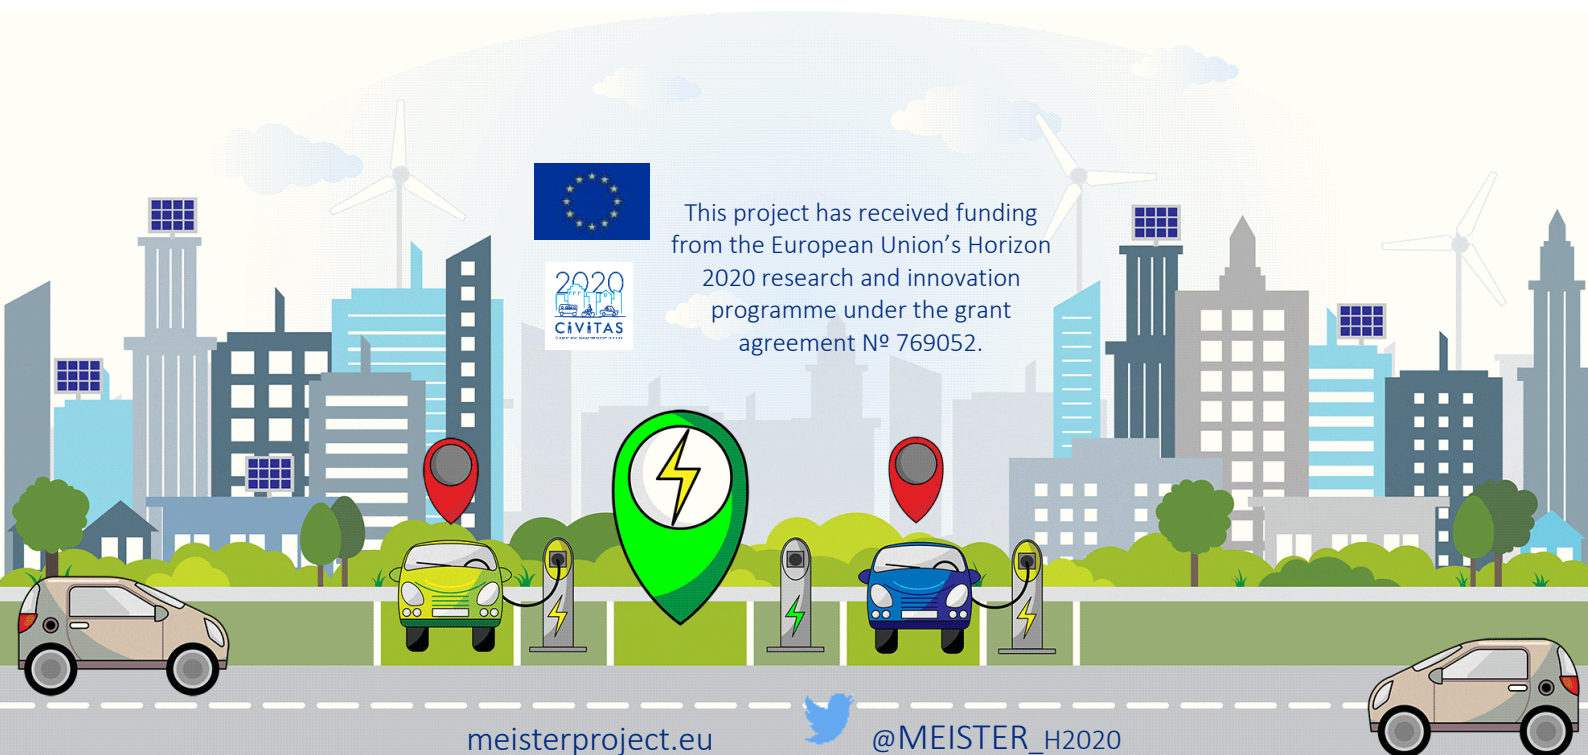 This project has received funding
from the European Union’s Horizon
2020 research and innovation
programme under the grant
agreement Nº 769052.
2020
CiViTAS
meisterproject.eu
@MEISTER_H2020